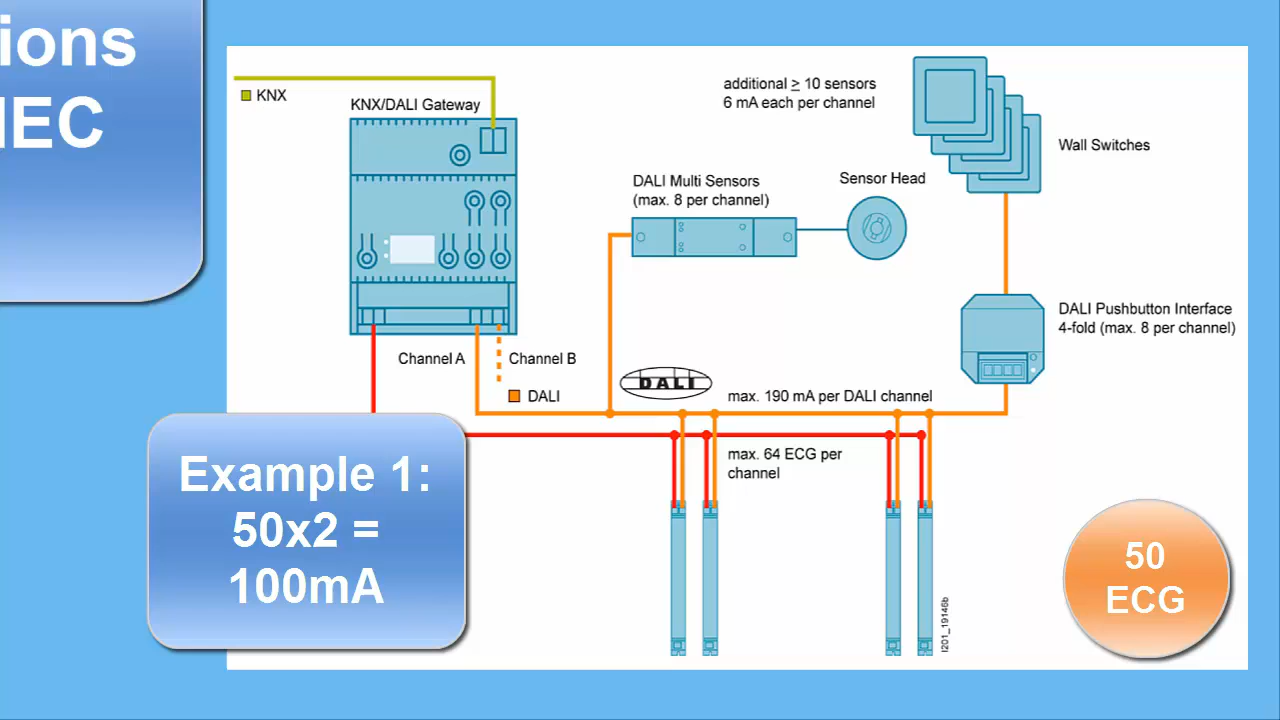 ions
IEC
KNX
KNX/DALI Gateway
additional ≥ 10 sensors
6 mA each per channel
Wall Switches
DALI Multi Sensors
(max. 8 per channel)
Sensor Head
DALI Pushbutton Interface
4-fold (max. 8 per channel)
Channel A
Channel B
DALI
DALI
max. 190 mA per DALI channel
max. 64 ECG per
channel
Example 1:
50x2 =
100mA
50
ECG
I201_19146b